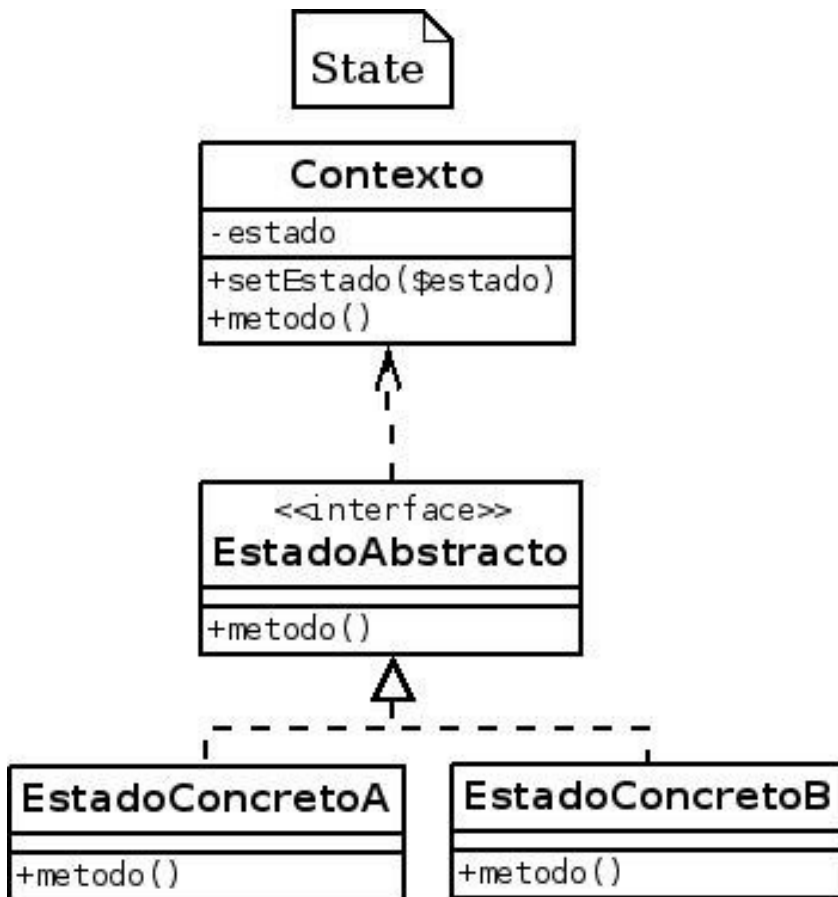 State
Contexto
-estado
+setEstado($estado)
+metodo()
<<interface>>
EstadoAbstracto
+metodo()
EstadoConcretoA
+metodo()
EstadoConcretoB
+metodo()